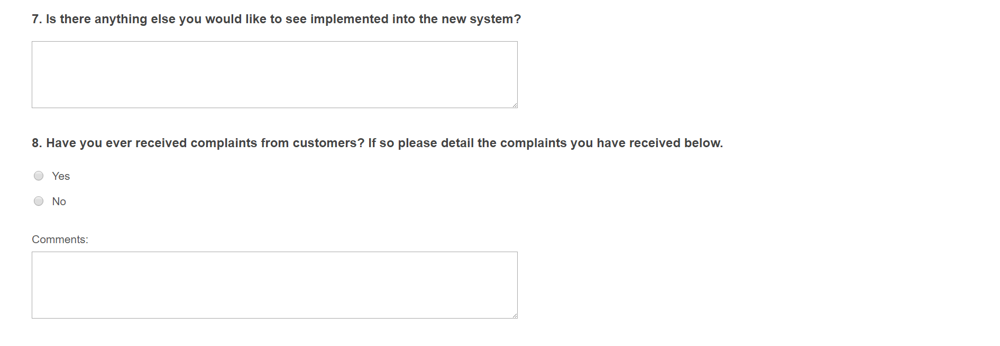 7. Is there anything else you would like to see implemented into the new system?
8. Have you ever received complaints from customers? If so please detail the complaints you have received below.
Yes
No
Comments: